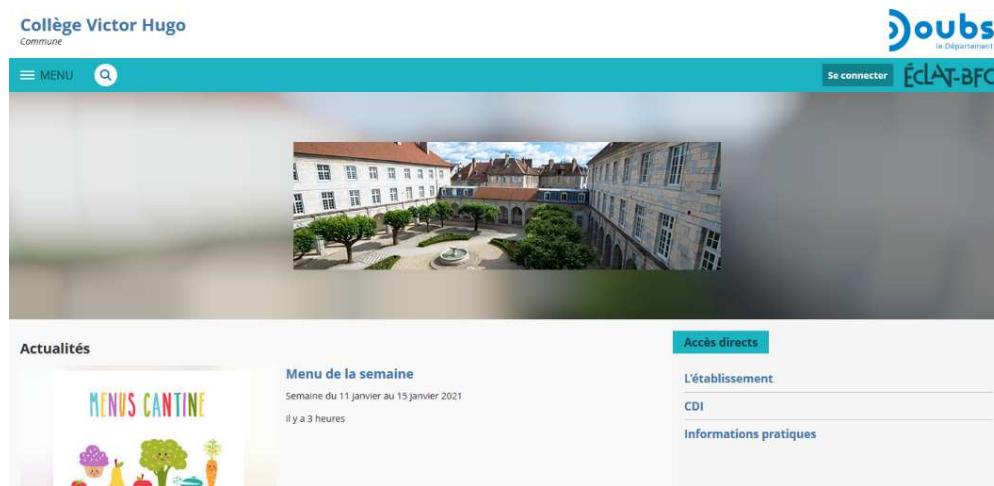 Collège Victor Hugo
Commune
Doubs
le Département
MENU
Se connecter
ÉCLAT-BFC
Actualités
MENUS CANTINE
Menu de la semaine
Semaine du 11 janvier au 15 janvier 2021
il y a 3 heures
Accès directs
L'établissement
CDI
Informations pratiques